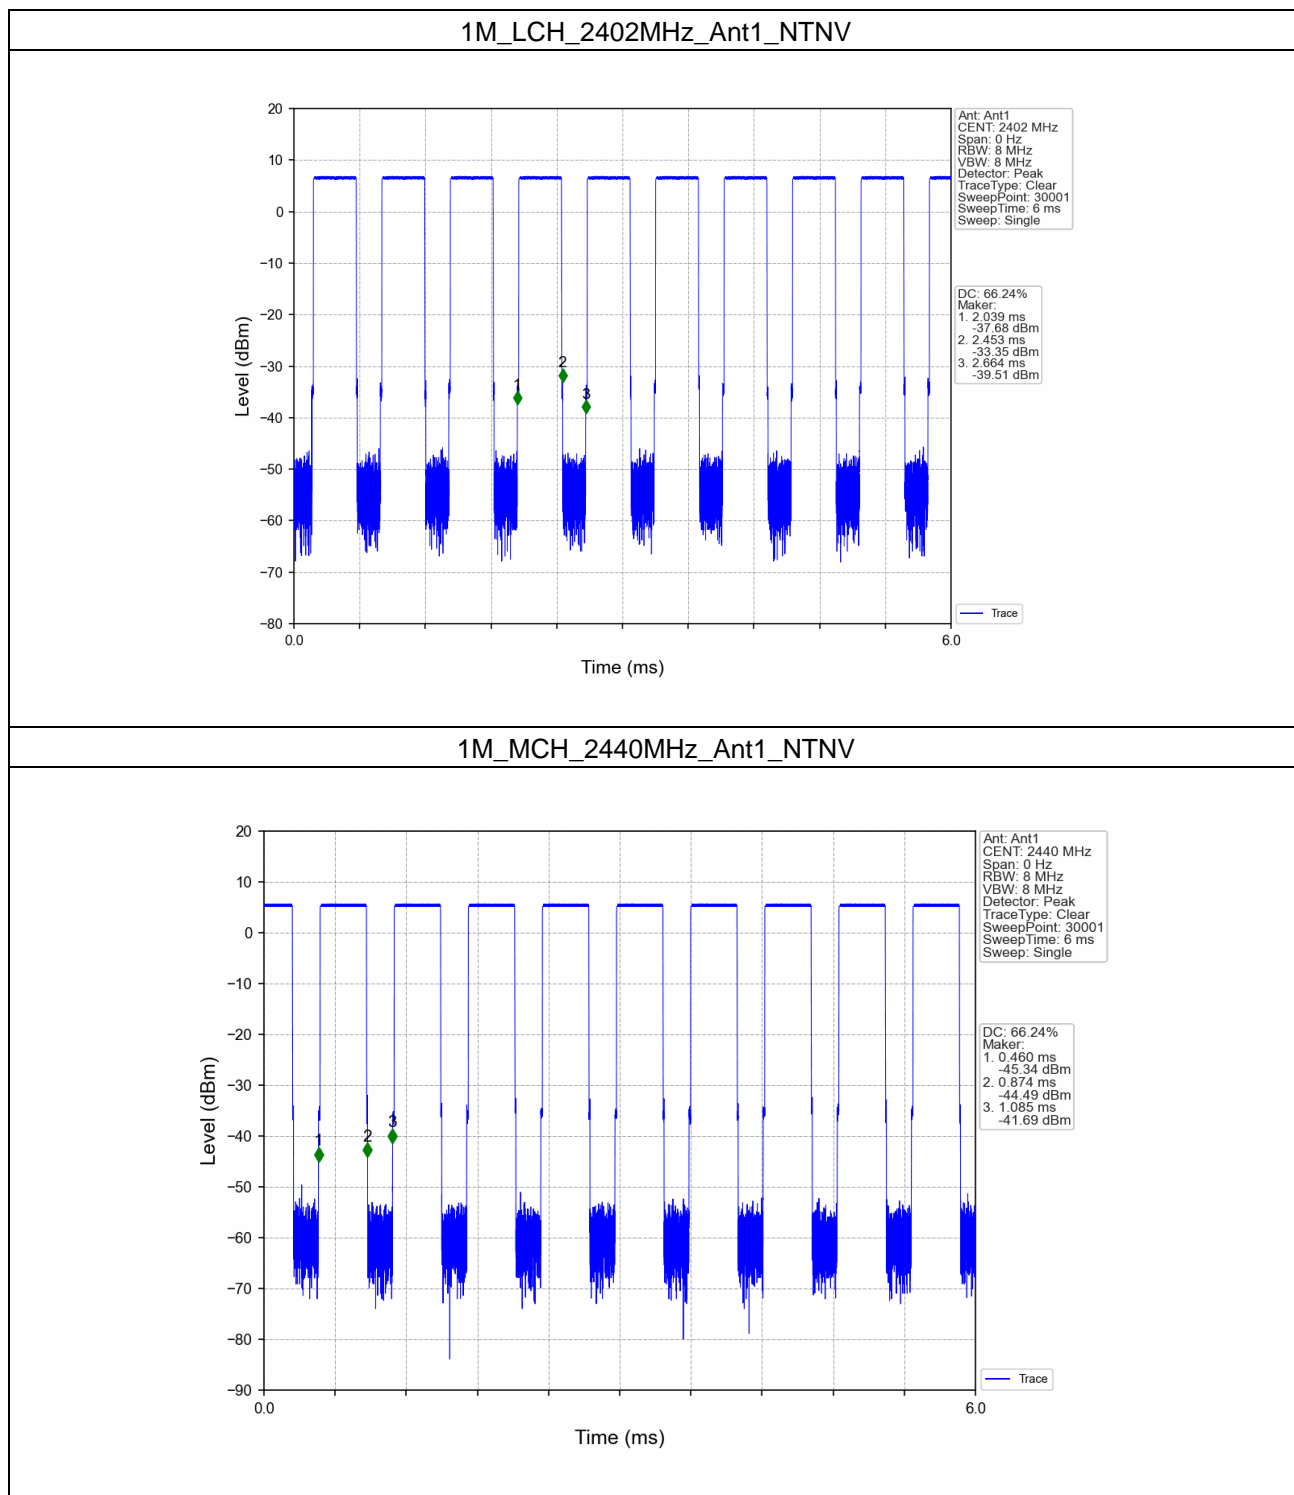 1M_LCH_2402MHz_Ant1_NTNV
20
10
0
−10
−20
−30
−40
−50
−60
−70
−80
Level (dBm)
1
2
3
0.0
6.0
Time (ms)
Ant: Ant1
CENT: 2402 MHz
Span: 0 Hz
RBW: 8 MHz
VBW: 8 MHz
Detector: Peak
TraceType: Clear
SweepPoint: 30001
SweepTime: 6 ms
Sweep: Single
DC: 66.24%
Maker:
1. 2.039 ms
-37.68 dBm
2. 2.453 ms
-33.35 dBm
3. 2.664 ms
-39.51 dBm
Trace
1M_MCH_2440MHz_Ant1_NTNV
20
10
0
−10
−20
−30
−40
−50
−60
−70
−80
−90
Level (dBm)
1
2
3
0.0
6.0
Time (ms)
Ant: Ant1
CENT: 2440 MHz
Span: 0 Hz
RBW: 8 MHz
VBW: 8 MHz
Detector: Peak
TraceType: Clear
SweepPoint: 30001
SweepTime: 6 ms
Sweep: Single
DC: 66.24%
Maker:
1. 0.460 ms
-45.34 dBm
2. 0.874 ms
-44.49 dBm
3. 1.085 ms
-41.69 dBm
Trace